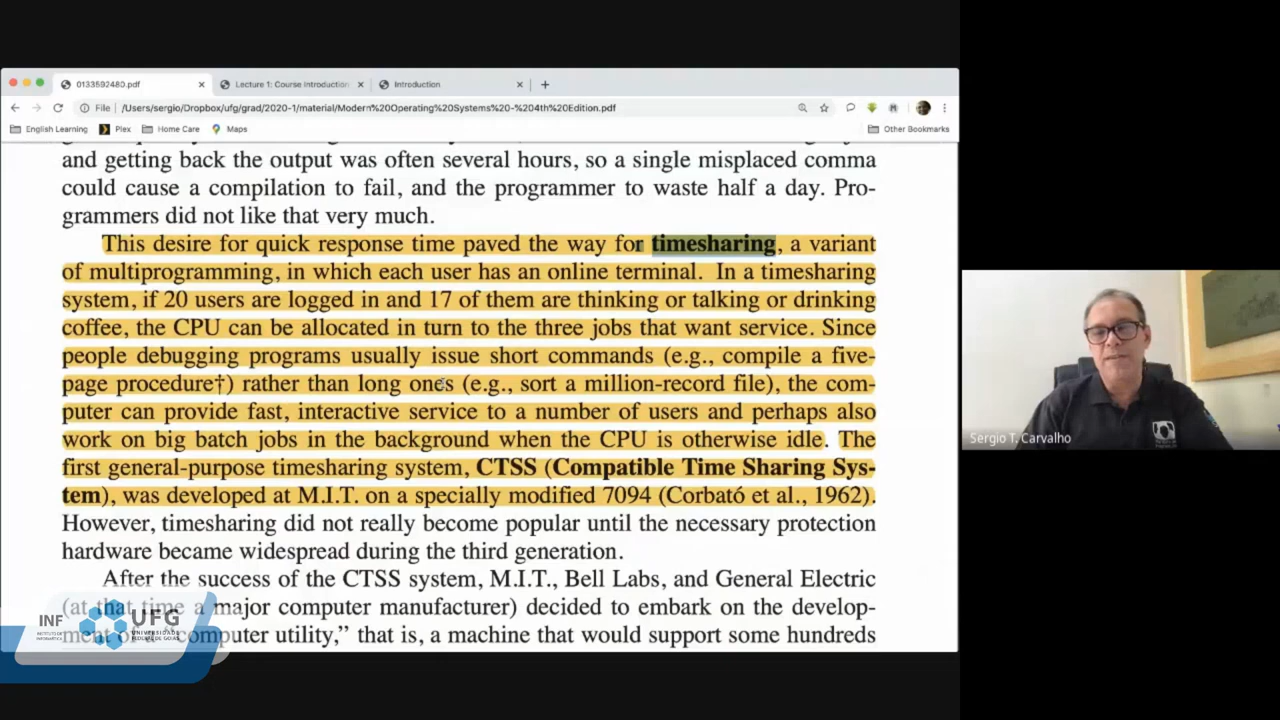 0133592480.pdf
Lecture 1: Course Introduction
Introduction
File
/Users/sergio/Dropbox/ufg/grad/2020-1/material/Modern%20Operating%20Systems%20-%204th%20Edition.pdf
English Learning
Plex
Home Care
Maps
Other Bookmarks
and getting back the output was often several hours, so a single misplaced comma
could cause a compilation to fail, and the programmer to waste half a day. Pro-
grammers did not like that very much.
This desire for quick response time paved the way for timesharing, a variant
of multiprogramming, in which each user has an online terminal. In a timesharing
system, if 20 users are logged in and 17 of them are thinking or talking or drinking
coffee, the CPU can be allocated in turn to the three jobs that want service. Since
people debugging programs usually issue short commands (e.g., compile a five-
page procedure†) rather than long ones (e.g., sort a million-record file), the com-
puter can provide fast, interactive service to a number of users and perhaps also
work on big batch jobs in the background when the CPU is otherwise idle. The
first general-purpose timesharing system, CTSS (Compatible Time Sharing Sys-
tem), was developed at M.I.T. on a specially modified 7094 (Corbató et al., 1962).
However, timesharing did not really become popular until the necessary protection
hardware became widespread during the third generation.
After the success of the CTSS system, M.I.T., Bell Labs, and General Electric
(at that time a major computer manufacturer) decided to embark on the develop-
computer utility,” that is, a machine that would support some hundreds
INF
UFG
UNIVERSIDADE
FEDERAL DE GOIÁS
Sergio T. Carvalho